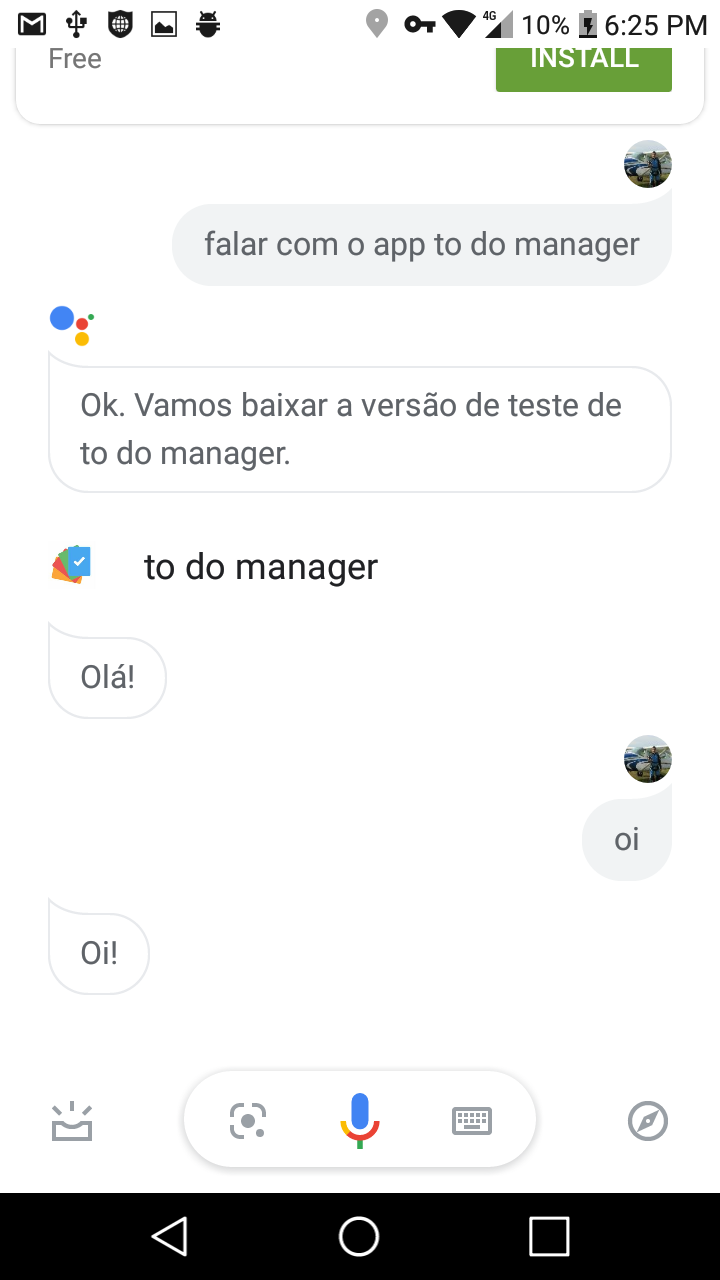 4G 10% 6:25 PM
Free INSTALL
falar com o app to do manager
Ok. Vamos baixar a versão de teste de
to do manager.
to do manager
Olá!
oi
Oi!